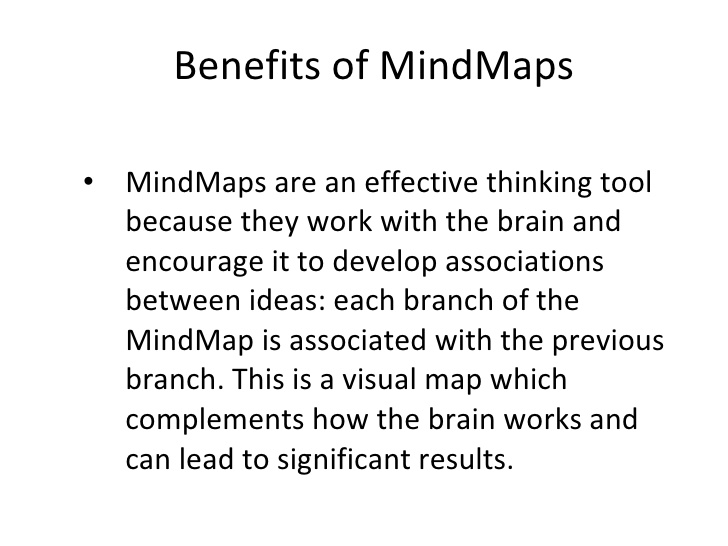 Benefits of MindMaps
• MindMaps are an effective thinking tool
because they work with the brain and
encourage it to develop associations
between ideas: each branch of the
MindMap is associated with the previous
branch. This is a visual map which
complements how the brain works and
can lead to significant results.